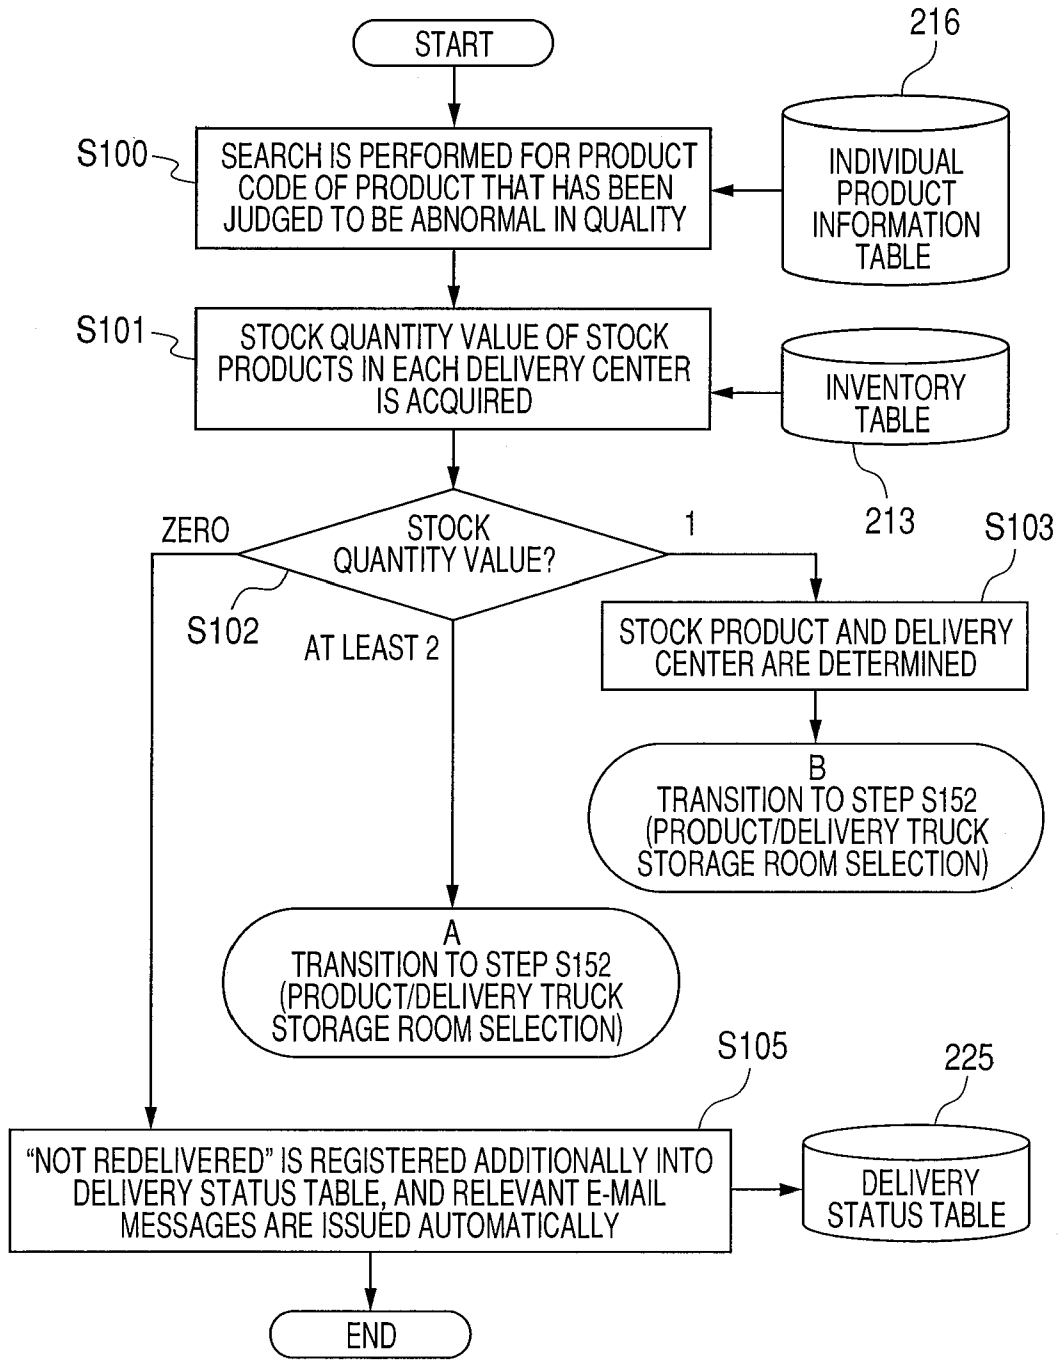 START
216
S100
SEARCH IS PERFORMED FOR PRODUCT
CODE OF PRODUCT THAT HAS BEEN
JUDGED TO BE ABNORMAL IN QUALITY
INDIVIDUAL
PRODUCT
INFORMATION
TABLE
S101
STOCK QUANTITY VALUE OF STOCK
PRODUCTS IN EACH DELIVERY CENTER
IS ACQUIRED
INVENTORY
TABLE
213
ZERO
STOCK
QUANTITY VALUE?
1
S103
S102
AT LEAST 2
STOCK PRODUCT AND DELIVERY
CENTER ARE DETERMINED
B
TRANSITION TO STEP S152
(PRODUCT/DELIVERY TRUCK
STORAGE ROOM SELECTION)
A
TRANSITION TO STEP S152
(PRODUCT/DELIVERY TRUCK
STORAGE ROOM SELECTION)
S105
225
“NOT REDELIVERED” IS REGISTERED ADDITIONALLY INTO
DELIVERY STATUS TABLE, AND RELEVANT E-MAIL
MESSAGES ARE ISSUED AUTOMATICALLY
DELIVERY
STATUS TABLE
END